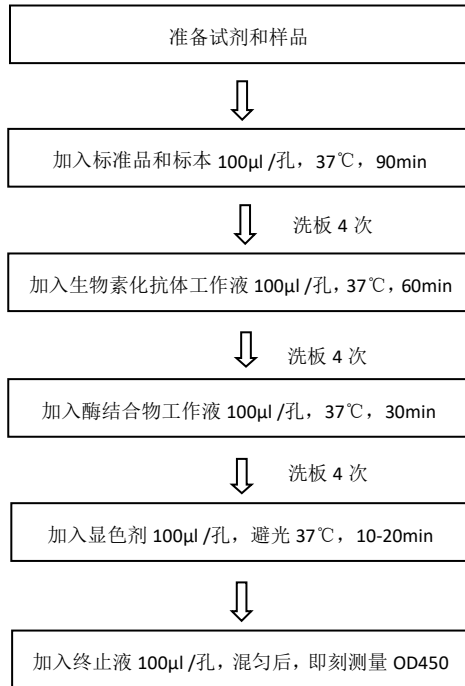 准备试剂和样品
加入标准品和标本 100μl /孔，37℃，90min
洗板 4 次
加入生物素化抗体工作液 100μl /孔，37℃，60min
洗板 4 次
加入酶结合物工作液 100μl /孔，37℃，30min
洗板 4 次
加入显色剂 100μl /孔，避光 37℃，10-20min
加入终止液 100μl /孔，混匀后，即刻测量 OD450